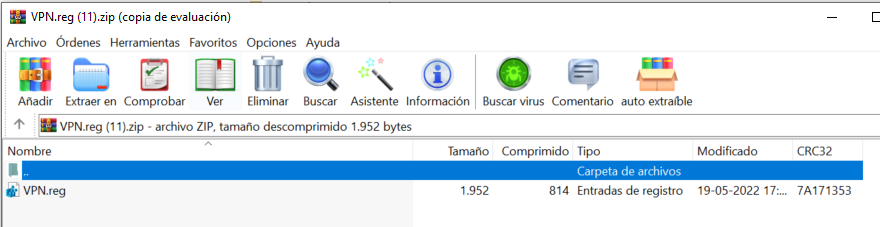 VPN.reg (11).zip (copia de evaluación)
Archivo Órdenes Herramientas Favoritos Opciones Ayuda
Añadir Extraer en Comprobar Ver Eliminar Buscar Asistente Información Buscar virus Comentario auto extraíble
VPN.reg (11).zip - archivo ZIP, tamaño descomprimido 1.952 bytes
Nombre Tamaño Comprimido Tipo Modificado CRC32
.. Carpeta de archivos
VPN.reg 1.952 814 Entradas de registro 19-05-2022 17:... 7A171353